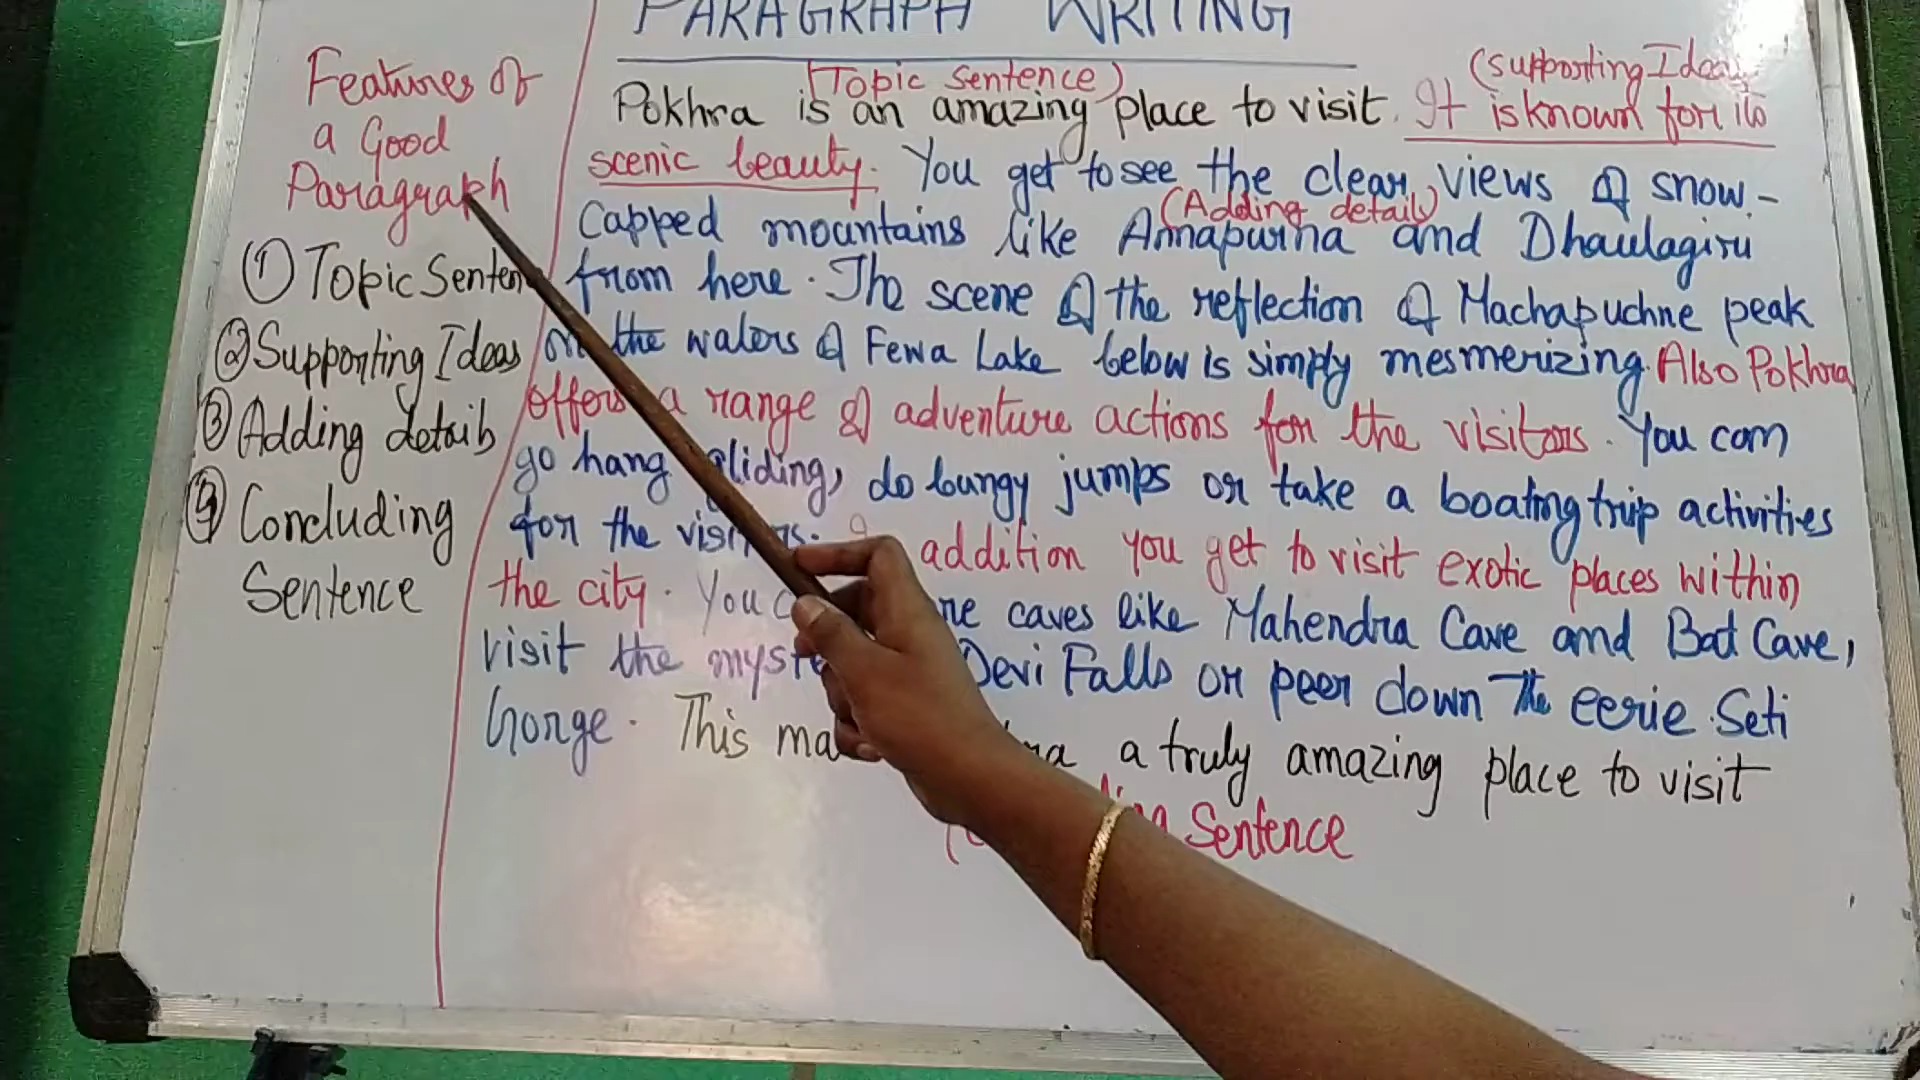 PARAGRAPH WRITING
Features of
a Good
Paragraph
① Topic Senten
② Supporting Ideas
③ Adding details
④ Concluding
Sentence
(Topic sentence)
(supporting Ideas
Pokhra is an amazing place to visit. It is known for its
scenic beauty. You get to see the clear views of snow-
(Adding details)
Capped mountains like Annapurna and Dhaulagiru
from here. The scene of the reflection of Machapuchne peak
on the waters of Fewa Lake below is simply mesmerizing. Also Pokhra
offers a range of adventure actions for the visitors. You can
go hang gliding, do bungy jumps or take a boating trip activities
for the visitors. addition you get to visit exotic places within
the city. You caves like Mahendra Cave and Bat Cave,
visit the Devi Falls or peer down The eerie Seti
Gorge. This a truly amazing place to visit
Sentence